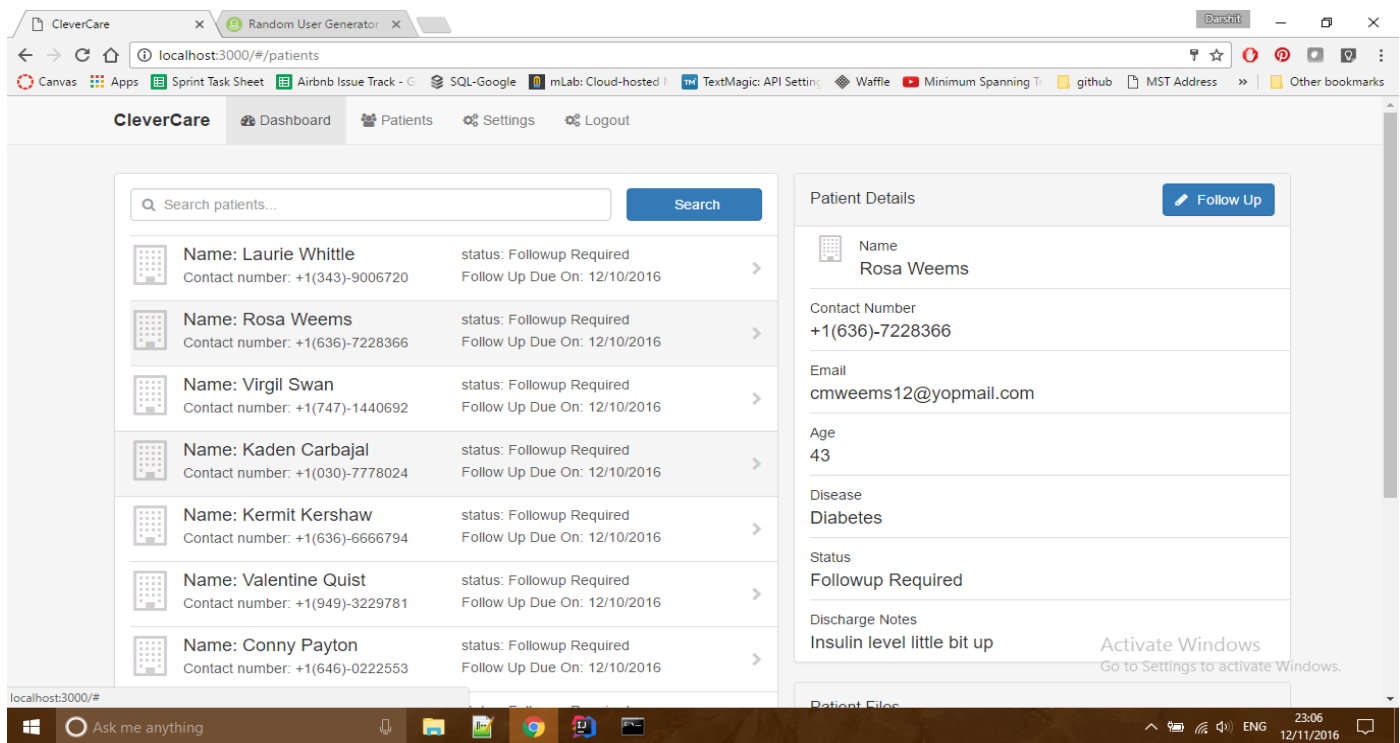 CleverCare
Random User Generator
Darshit
localhost:3000/#/patients
Canvas Apps Sprint Task Sheet Airbnb Issue Track - G SQL-Google mLab: Cloud-hosted TextMagic: API Setting Waffle Minimum Spanning Tr github MST Address » Other bookmarks
CleverCare Dashboard Patients Settings Logout
Search patients... Search
Name: Laurie Whittle status: Followup Required
Contact number: +1(343)-9006720 Follow Up Due On: 12/10/2016
Name: Rosa Weems status: Followup Required
Contact number: +1(636)-7228366 Follow Up Due On: 12/10/2016
Name: Virgil Swan status: Followup Required
Contact number: +1(747)-1440692 Follow Up Due On: 12/10/2016
Name: Kaden Carbajal status: Followup Required
Contact number: +1(030)-7778024 Follow Up Due On: 12/10/2016
Name: Kermit Kershaw status: Followup Required
Contact number: +1(636)-6666794 Follow Up Due On: 12/10/2016
Name: Valentine Quist status: Followup Required
Contact number: +1(949)-3229781 Follow Up Due On: 12/10/2016
Name: Conny Payton status: Followup Required
Contact number: +1(646)-0222553 Follow Up Due On: 12/10/2016
Patient Details Follow Up
Name
Rosa Weems
Contact Number
+1(636)-7228366
Email
cmweems12@yopmail.com
Age
43
Disease
Diabetes
Status
Followup Required
Discharge Notes
Insulin level little bit up
Activate Windows
Go to Settings to activate Windows.
Patient Files
localhost:3000/#
Ask me anything
ENG
23:06
12/11/2016